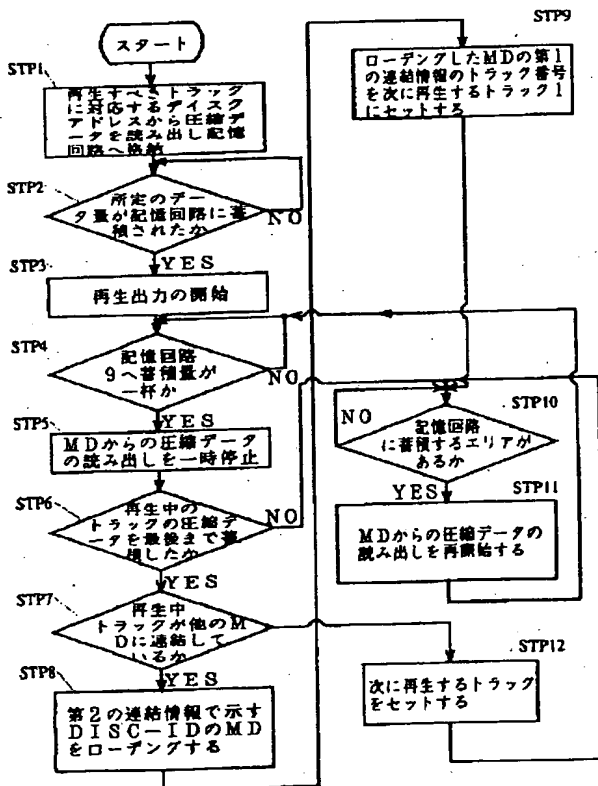 スタート
STP1
再生すべきトラック
に対応するディスク
アドレスから圧縮デ
ータを読み出し記憶
回路へ格納
STP2
所定のデー
タ量が記憶回路に蓄
積されたか
NO
YES
STP3
再生出力の開始
STP4
記憶回路
9へ蓄積量が
一杯か
NO
YES
STP5
MDからの圧縮データ
の読み出しを一時停止
STP6
再生中の
トラックの圧縮デ
ータを最後まで蓄
積したか
NO
YES
STP7
再生中
トラックが他のM
Dに連結して
いるか
YES
STP8
第2の連結情報で示す
DISC-IDのMD
をローディングする
STP9
ローデングしたMDの第1
の連結情報のトラック番号
を次に再生するトラック1
にセットする
STP10
NO
記憶回路
に蓄積するエリアが
あるか
YES
STP11
MDからの圧縮データの
読み出しを再開始する
STP12
次に再生するトラック
をセットする